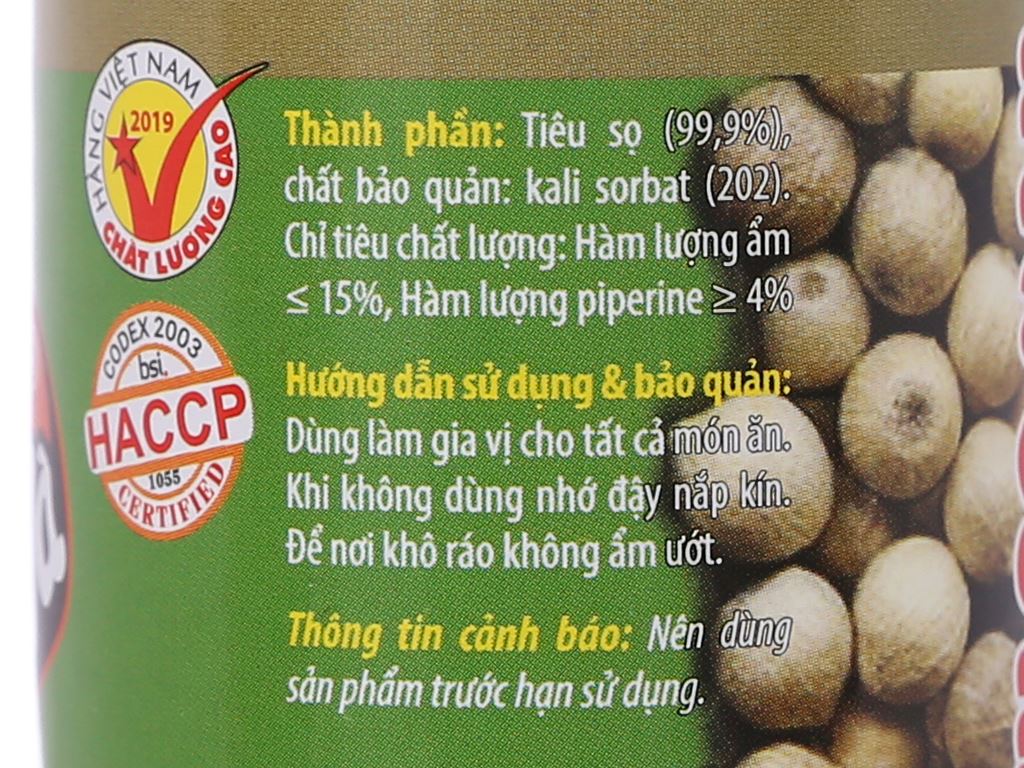 HÀNG VIỆT NAM
2019
CHẤT LƯỢNG CAO
CODEX 2003
bsi.
HACCP
1055
CERTIFIED
Thành phần: Tiêu sọ (99,9%),
chất bảo quản: kali sorbat (202).
Chỉ tiêu chất lượng: Hàm lượng ẩm
≤ 15%, Hàm lượng piperine ≥ 4%
Hướng dẫn sử dụng & bảo quản:
Dùng làm gia vị cho tất cả món ăn.
Khi không dùng nhớ đậy nắp kín.
Để nơi khô ráo không ẩm ướt.
Thông tin cảnh báo: Nên dùng
sản phẩm trước hạn sử dụng.